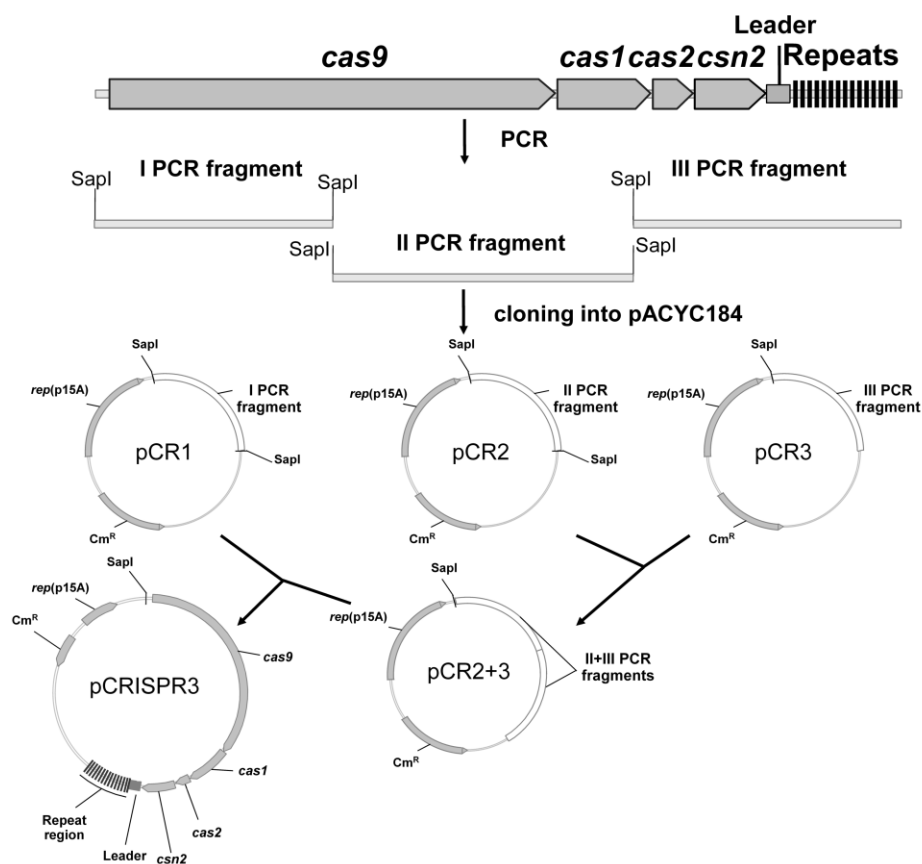 Leader
cas9
cas1 cas2 csn2 Repeats
PCR
I PCR fragment
III PCR fragment
SapI
SapI
SapI
SapI
II PCR fragment
SapI
cloning into pACYC184
SapI
rep(p15A)
I PCR
fragment
pCR1
SapI
CmR
SapI
rep(p15A)
II PCR
fragment
pCR2
SapI
CmR
SapI
rep(p15A)
III PCR
fragment
pCR3
CmR
SapI
rep(p15A)
CmR
cas9
pCRISPR3
cas1
Repeat
region
cas2
Leader
csn2
SapI
rep(p15A)
pCR2+3
II+III PCR
fragments
CmR